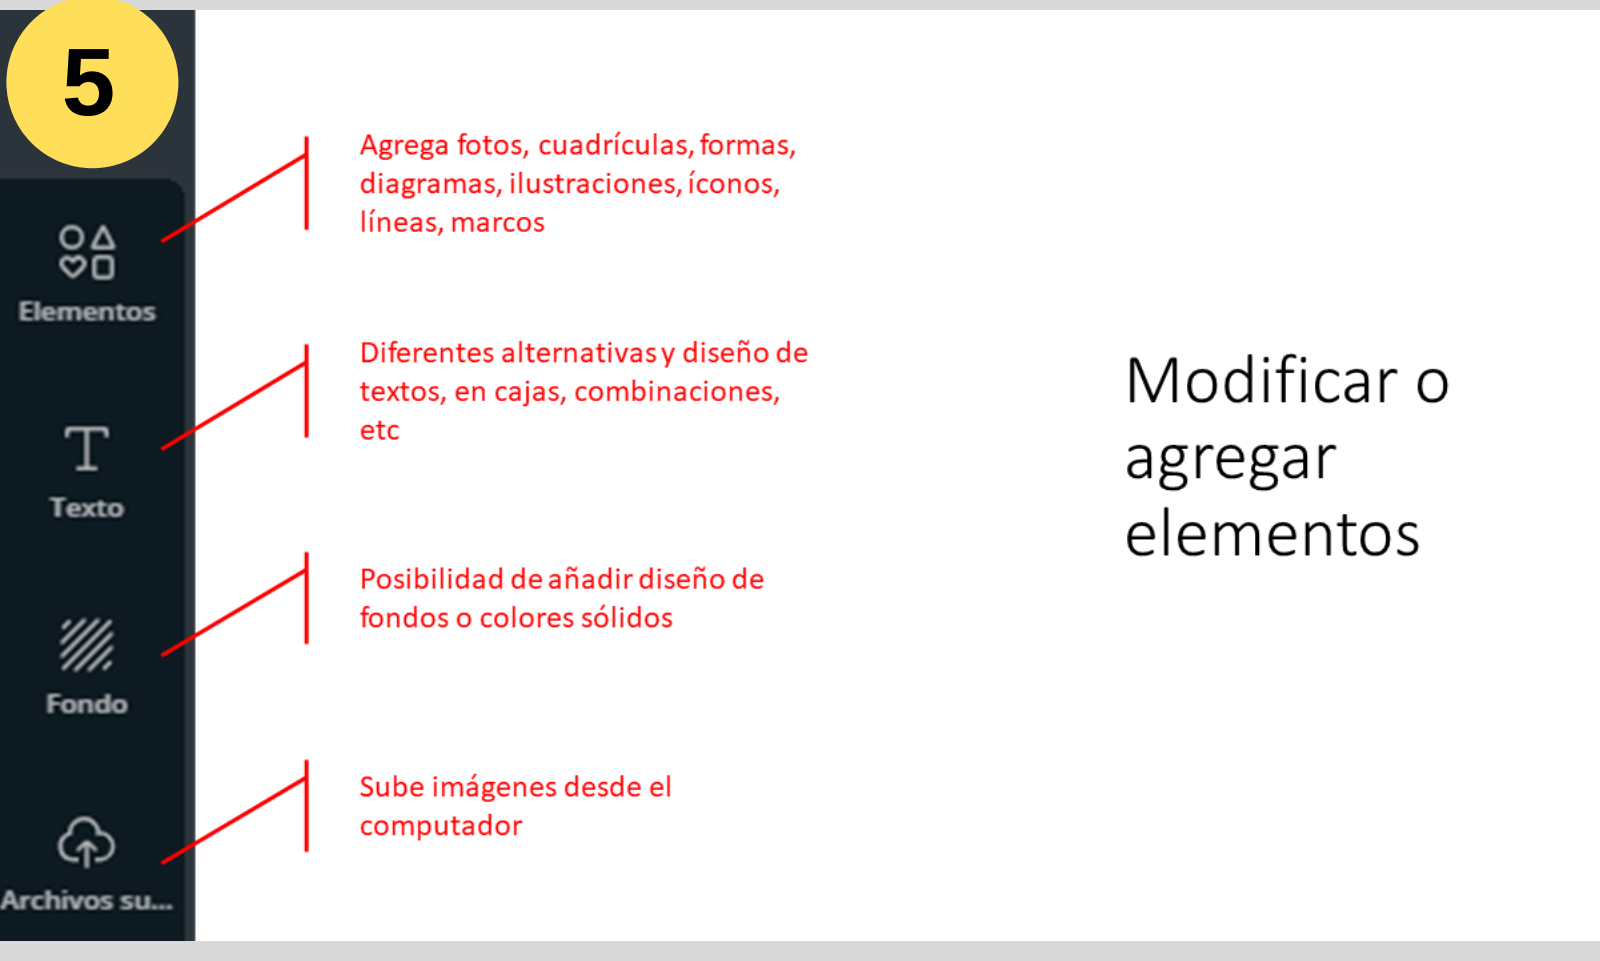 5
Agrega fotos, cuadrículas, formas,
diagramas, ilustraciones, íconos,
líneas, marcos
Elementos
Diferentes alternativas y diseño de
textos, en cajas, combinaciones,
etc
Texto
Posibilidad de añadir diseño de
fondos o colores sólidos
Fondo
Sube imágenes desde el
computador
Archivos su...
Modificar o
agregar
elementos